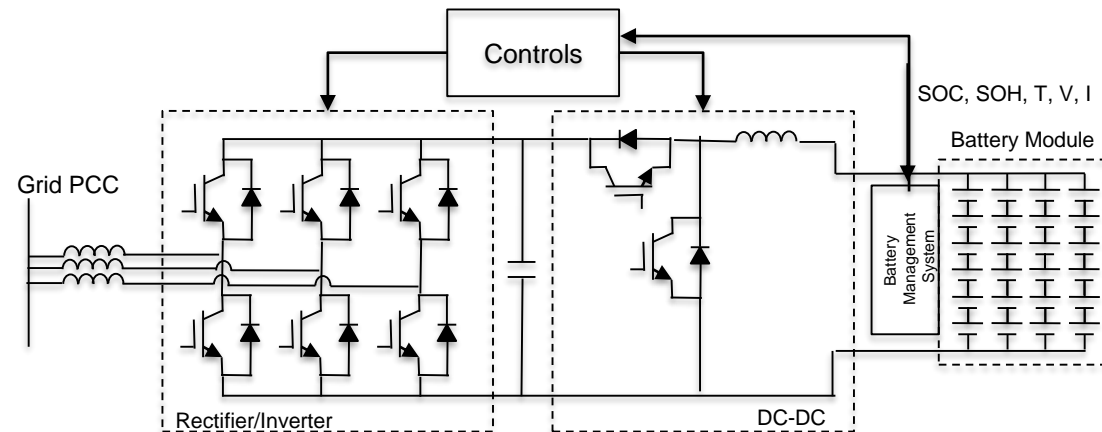 Controls
SOC, SOH, T, V, I
Battery Module
Grid PCC
Battery
Management
System
Rectifier/Inverter
DC-DC